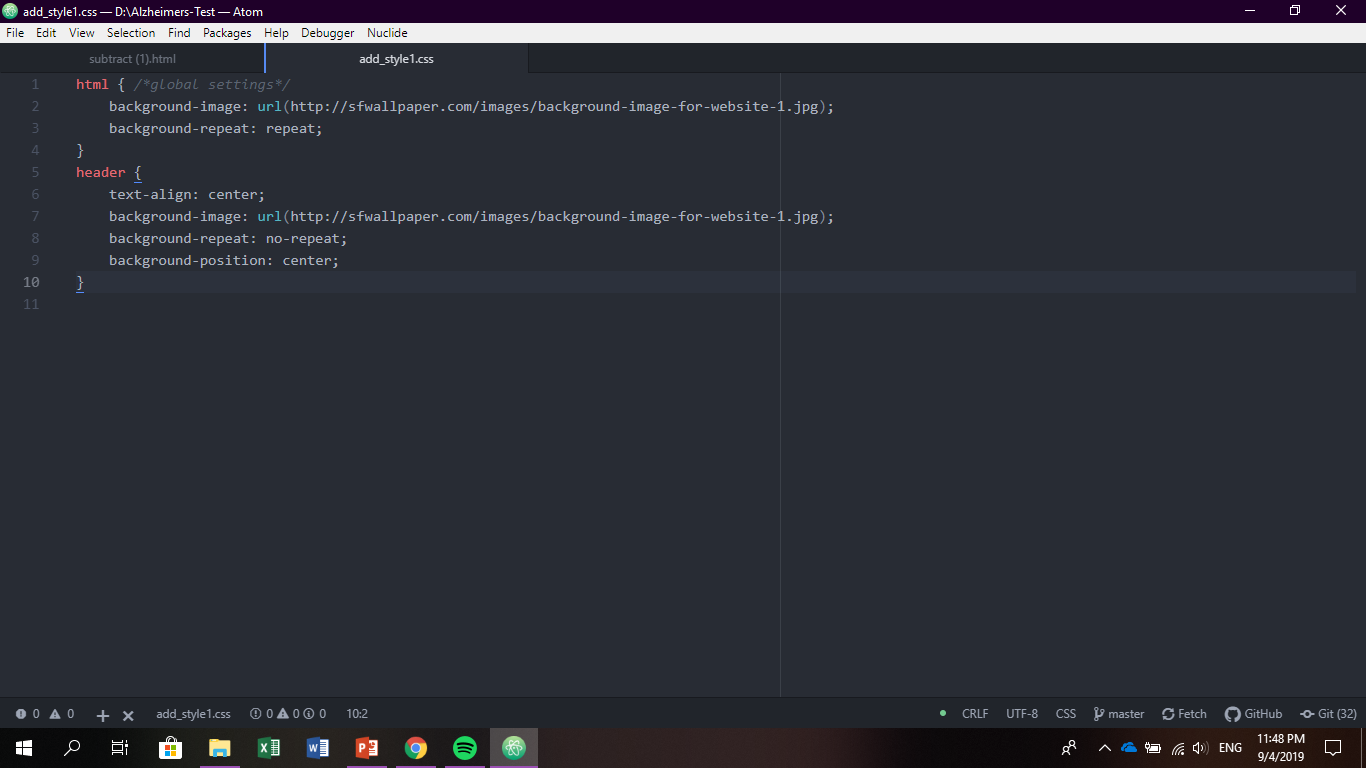 add_style1.css — D:\Alzheimers-Test — Atom
File Edit View Selection Find Packages Help Debugger Nuclide
subtract (1).html add_style1.css
1 html { /*global settings*/
2 background-image: url(http://sfwallpaper.com/images/background-image-for-website-1.jpg);
3 background-repeat: repeat;
4 }
5 header {
6 text-align: center;
7 background-image: url(http://sfwallpaper.com/images/background-image-for-website-1.jpg);
8 background-repeat: no-repeat;
9 background-position: center;
10 }
11
0 0 add_style1.css 0 0 0 10:2 CRLF UTF-8 CSS master Fetch GitHub Git (32)
ENG 11:48 PM
9/4/2019